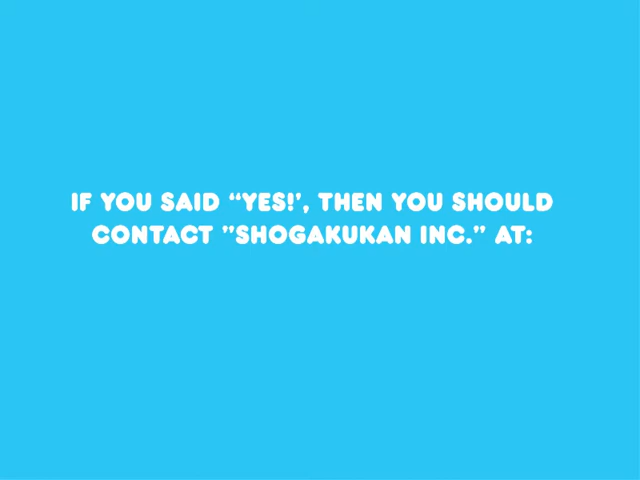 IF YOU SAID “YES!’, THEN YOU SHOULD
CONTACT ”SHOGAKUKAN INC.” AT: